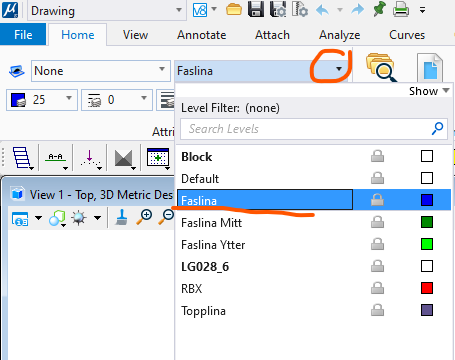 Drawing
File Home View Annotate Attach Analyze Curves
None Faslina
25 0
Show
Level Filter: (none)
Attri
Search Levels
Block
Default
View 1 - Top, 3D Metric Des
Faslina
Faslina Mitt
Faslina Ytter
LG028_6
RBX
Topplina